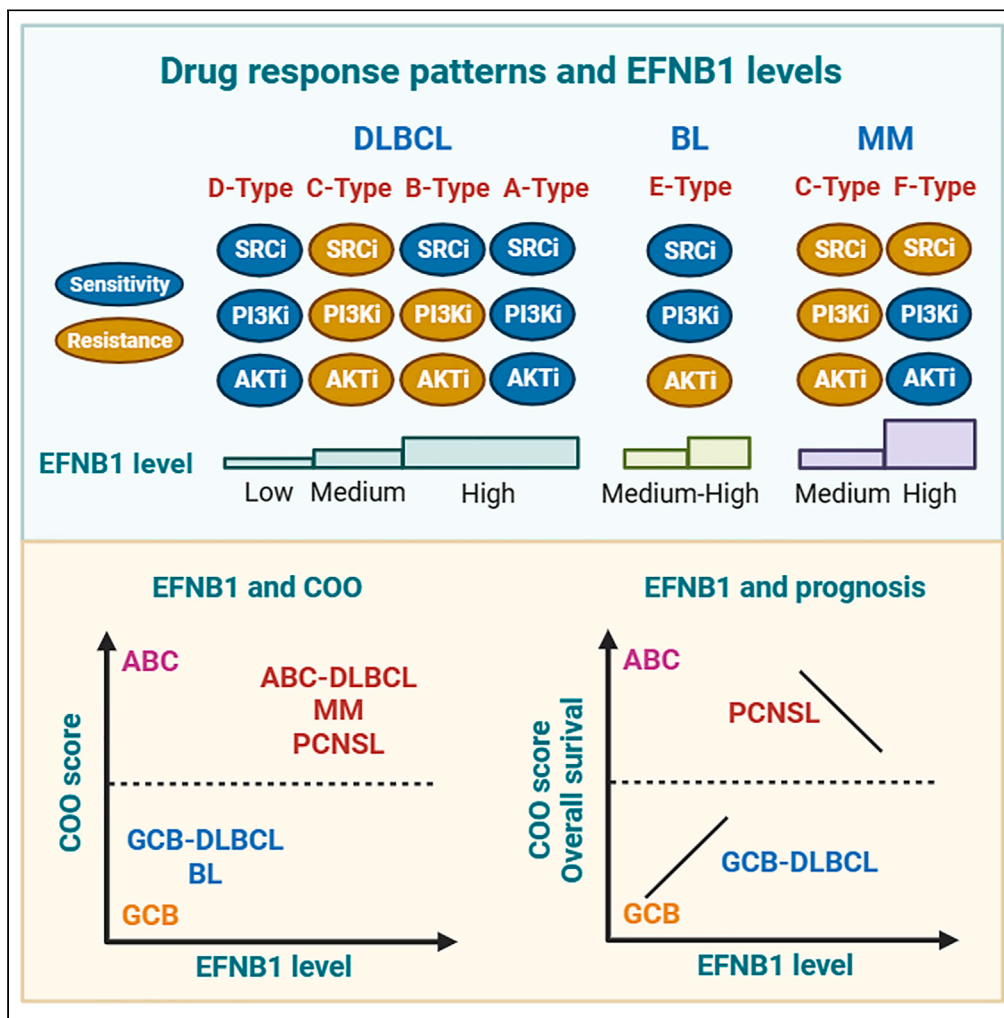 Drug response patterns and EFNB1 levels
DLBCL BL MM
D-Type C-Type B-Type A-Type E-Type C-Type F-Type
SRCi SRCi SRCi SRCi SRCi SRCi SRCi
Sensitivity
PI3Ki PI3Ki PI3Ki PI3Ki PI3Ki PI3Ki PI3Ki
Resistance
AKTi AKTi AKTi AKTi AKTi AKTi AKTi
EFNB1 level
Low Medium High Medium-High Medium High
EFNB1 and COO
ABC
ABC-DLBCL
MM
PCNSL
COO score
GCB-DLBCL
BL
GCB
EFNB1 level
EFNB1 and prognosis
ABC
PCNSL
COO score
Overall surival
GCB-DLBCL
GCB
EFNB1 level